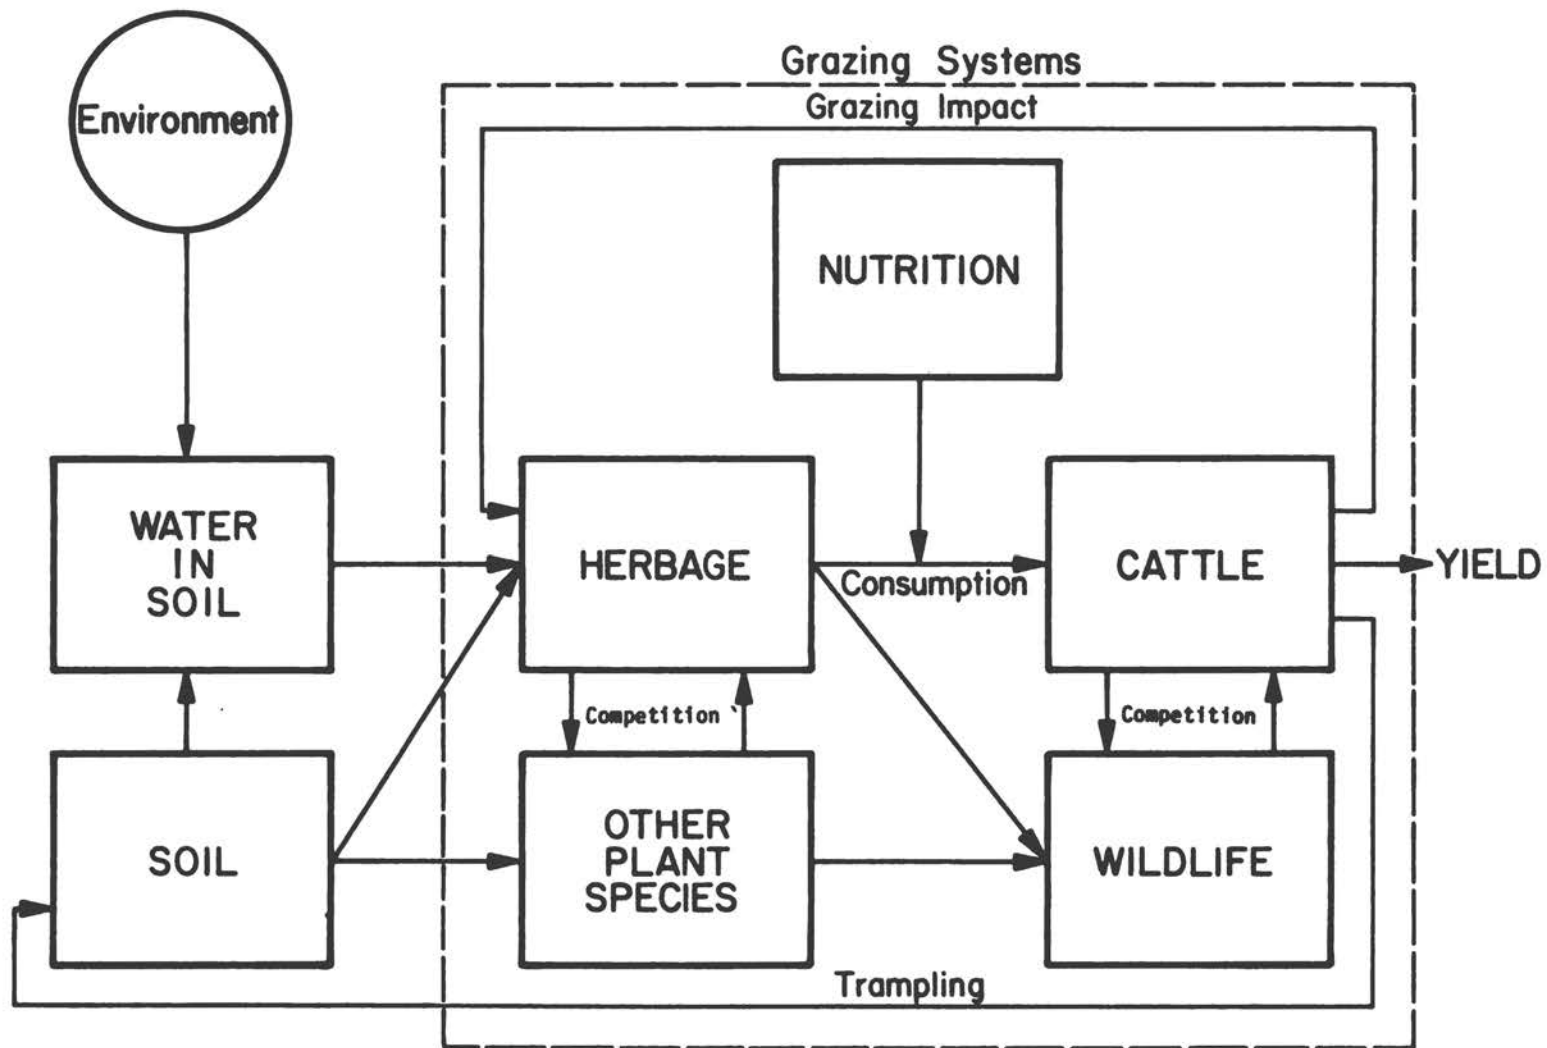 Grazing Systems
Grazing Impact
Environment
NUTRITION
WATER
IN
SOIL
HERBAGE
Consumption
CATTLE
YIELD
Competition
Competition
SOIL
OTHER
PLANT
SPECIES
WILDLIFE
Trampling